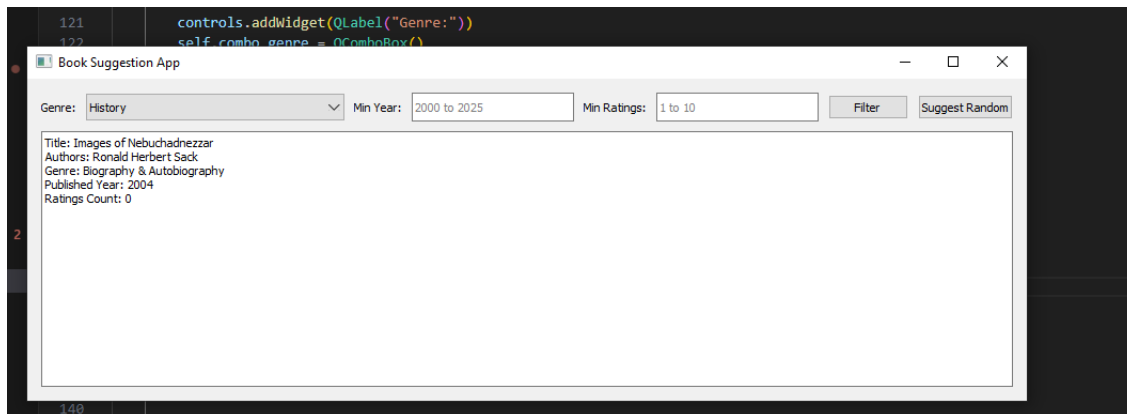 121 controls.addWidget(QLabel("Genre:"))
122 self.combo_genre = QComboBox()
Book Suggestion App
Genre: History Min Year: 2000 to 2025 Min Ratings: 1 to 10 Filter Suggest Random
Title: Images of Nebuchadnezzar
Authors: Ronald Herbert Sack
Genre: Biography & Autobiography
Published Year: 2004
Ratings Count: 0
2
140